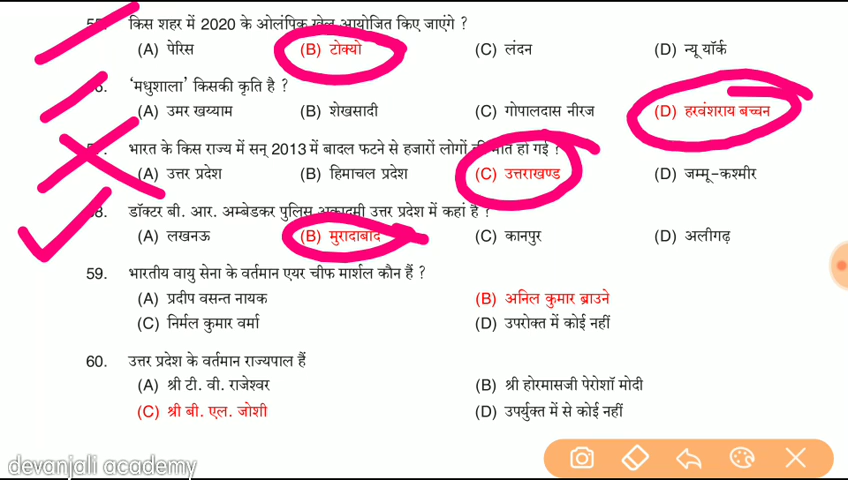 किस शहर में 2020 के ओलंपिक खेल आयोजित किए जाएंगे ?
(A) पेरिस (B) टोक्यो (C) लंदन (D) न्यू यॉर्क
'मधुशाला' किसकी कृति है ?
(A) उमर खय्याम (B) शेखसादी (C) गोपालदास नीरज (D) हरवंशराय बच्चन
भारत के किस राज्य में सन् 2013 में बादल फटने से हजारों लोगों की मौत हो गई ?
(A) उत्तर प्रदेश (B) हिमाचल प्रदेश (C) उत्तराखण्ड (D) जम्मू-कश्मीर
डॉक्टर बी. आर. अम्बेडकर पुलिस अकादमी उत्तर प्रदेश में कहां है ?
(A) लखनऊ (B) मुरादाबाद (C) कानपुर (D) अलीगढ़
59. भारतीय वायु सेना के वर्तमान एयर चीफ मार्शल कौन हैं ?
(A) प्रदीप वसन्त नायक (B) अनिल कुमार ब्राउने
(C) निर्मल कुमार वर्मा (D) उपरोक्त में कोई नहीं
60. उत्तर प्रदेश के वर्तमान राज्यपाल हैं
(A) श्री टी. वी. राजेश्वर (B) श्री होरमासजी पेरोशॉ मोदी
(C) श्री बी. एल. जोशी (D) उपर्युक्त में से कोई नहीं
devanjali academy